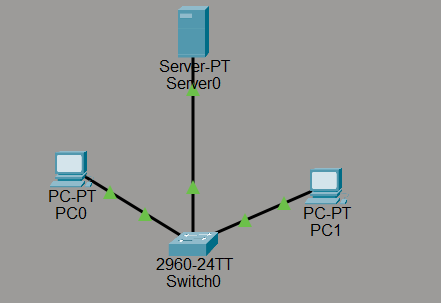 Server-PT
Server0
PC-PT
PC0
PC-PT
PC1
2960-24TT
Switch0